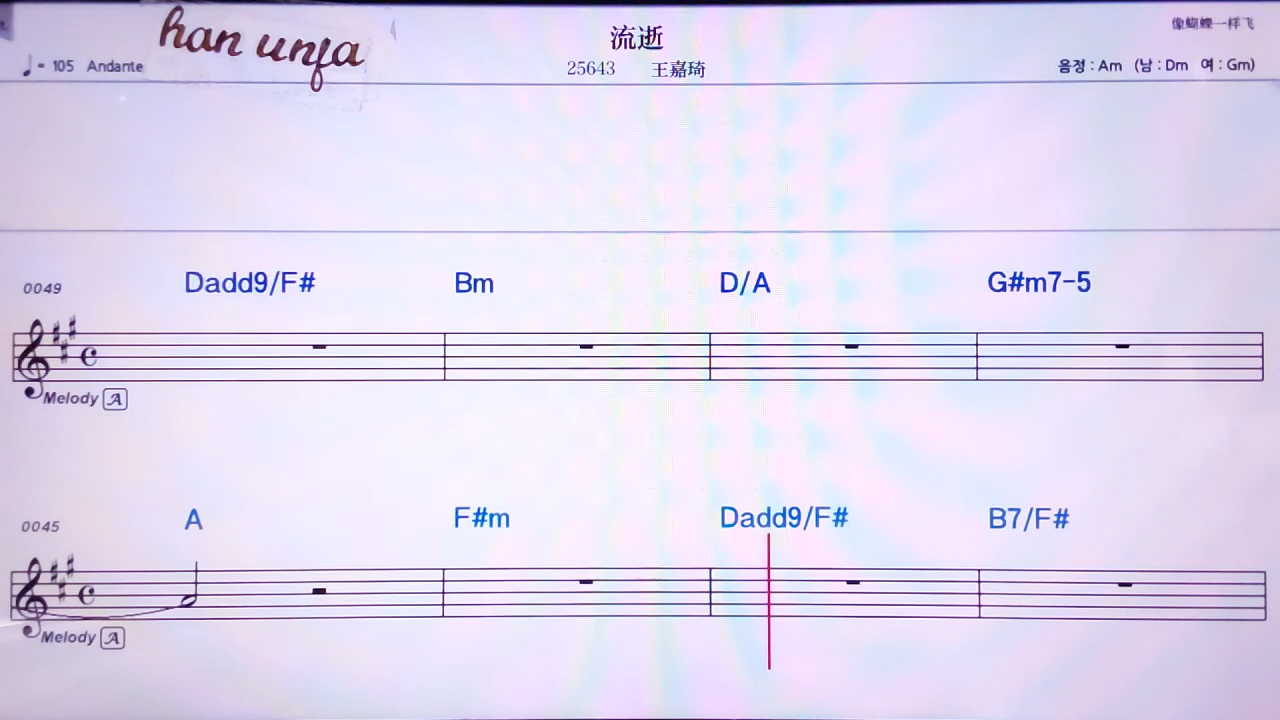 han unfa
流逝
像蝴蝶一样飞
♩= 105 Andante
25643 王嘉琦
음정 : Am (남 : Dm 여 : Gm)
0049 Dadd9/F# Bm D/A G#m7-5
Melody A
0045 A F#m Dadd9/F# B7/F#
Melody A